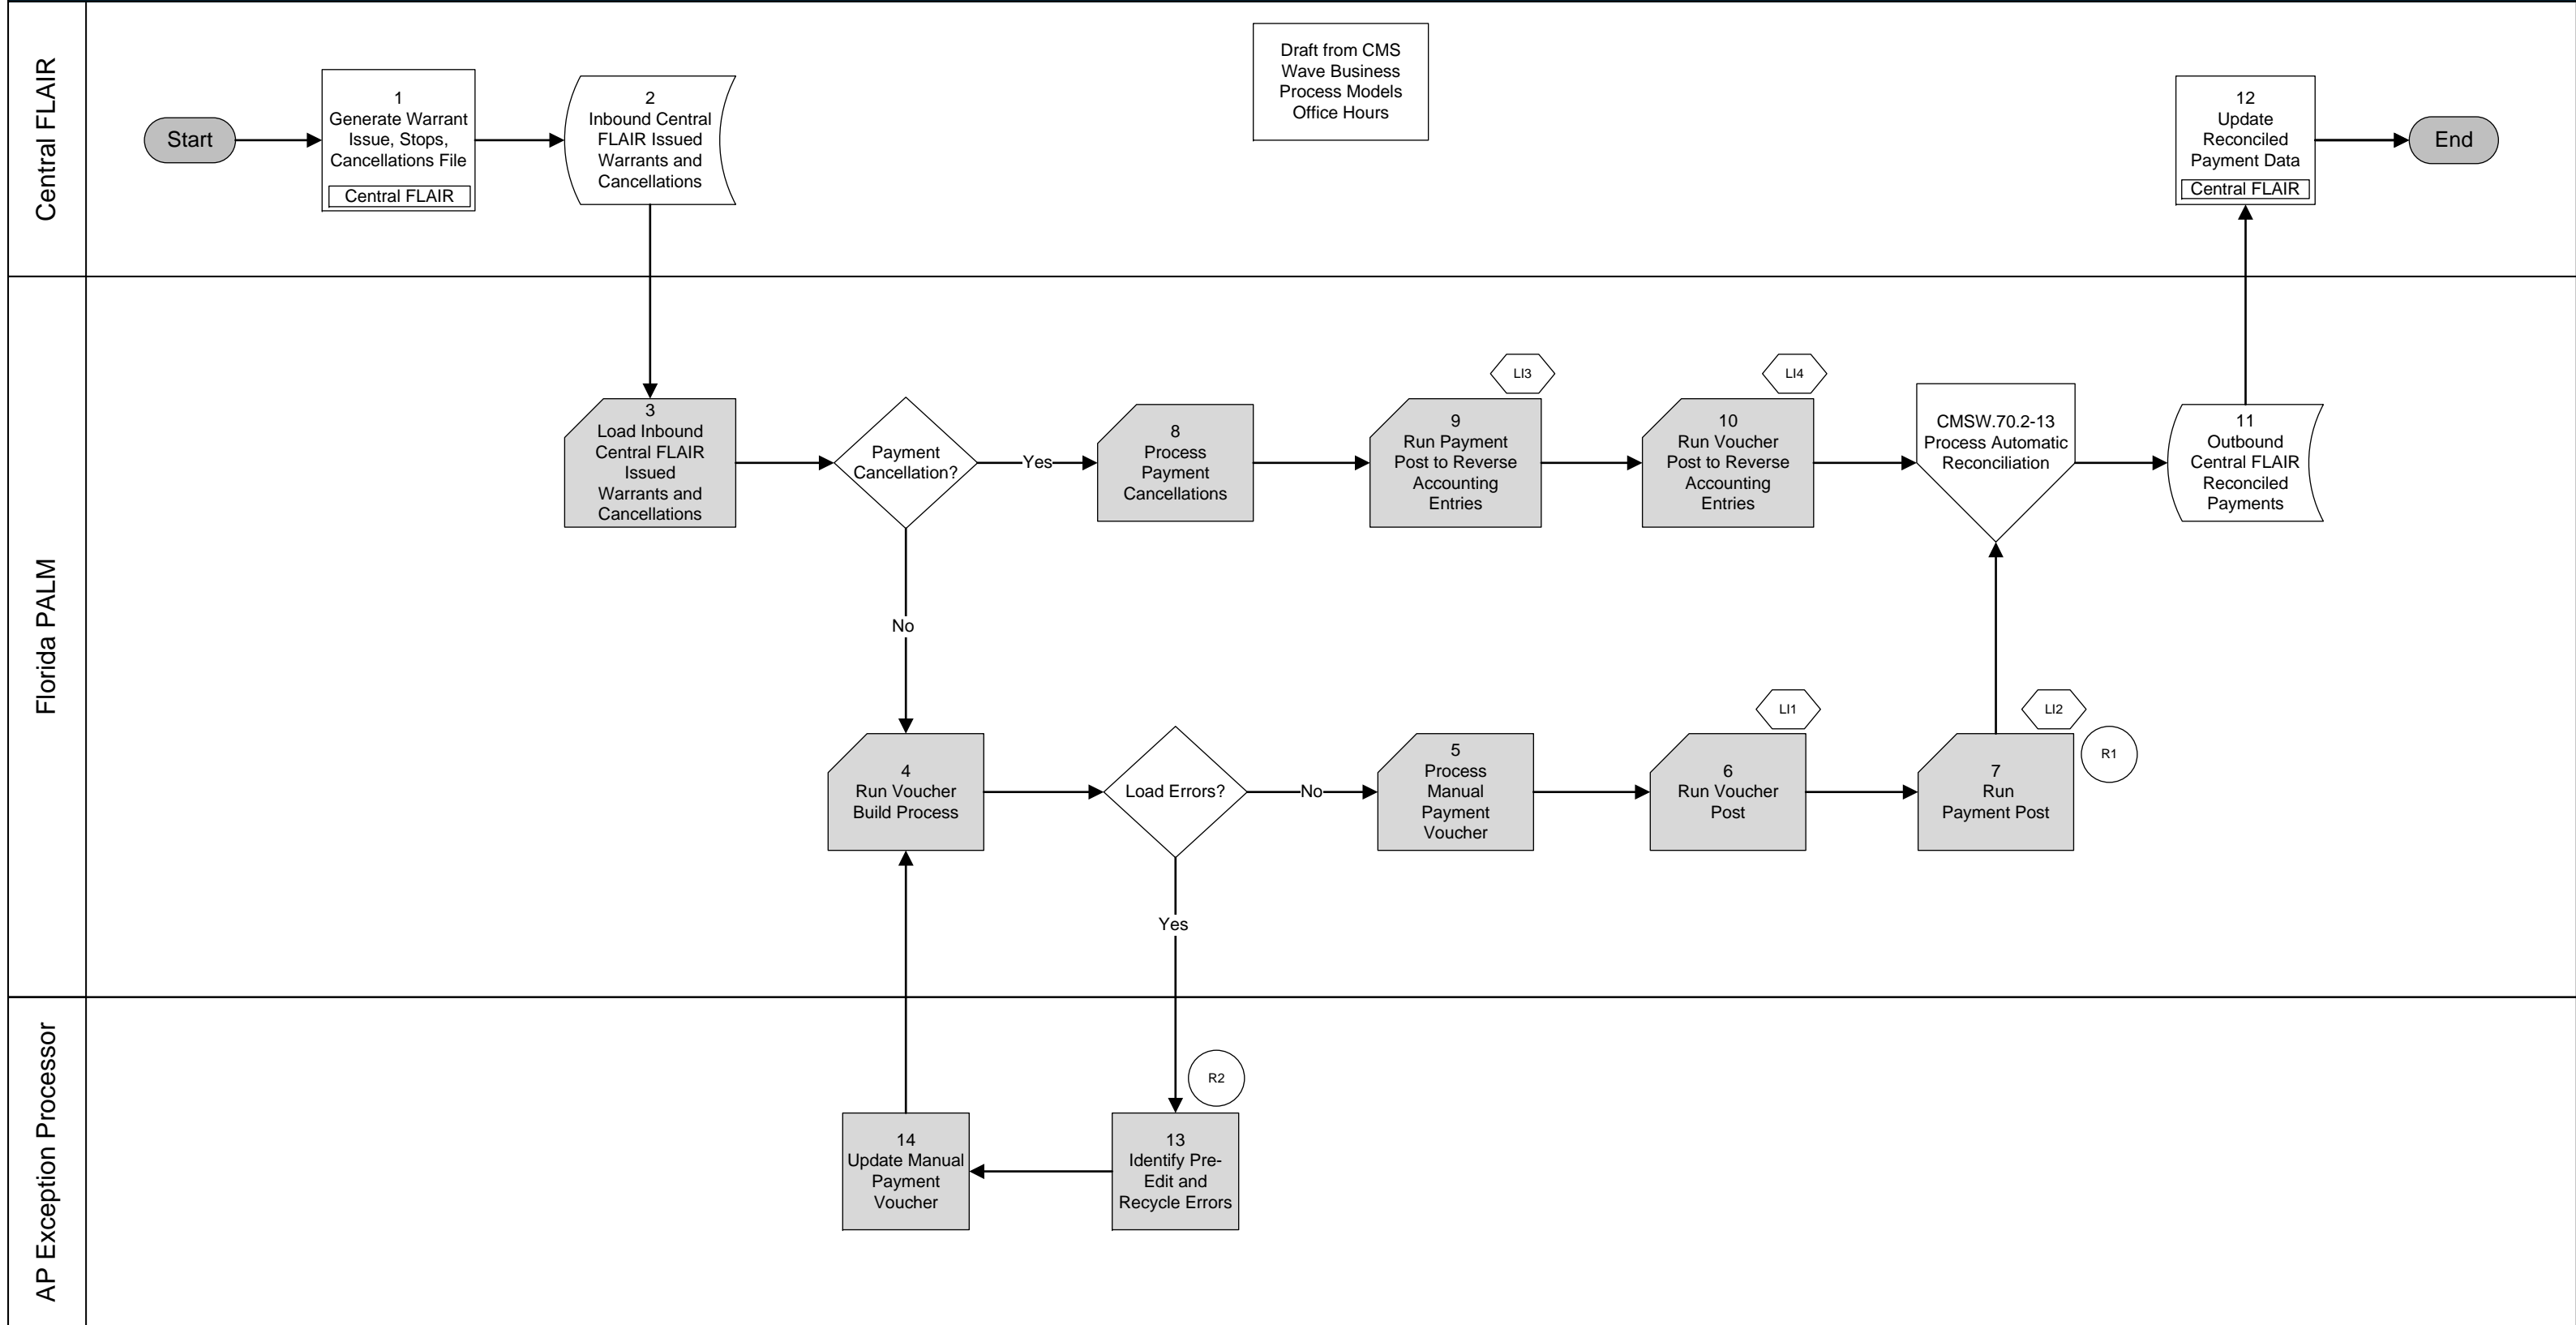 Central FLAIR
Start
1
Generate Warrant
Issue, Stops,
Cancellations File
Central FLAIR
2
Inbound Central
FLAIR Issued
Warrants and
Cancellations
Draft from CMS
Wave Business
Process Models
Office Hours
12
Update
Reconciled
Payment Data
Central FLAIR
End
Florida PALM
3
Load Inbound
Central FLAIR
Issued
Warrants and
Cancellations
Payment
Cancellation?
Yes
8
Process
Payment
Cancellations
LI3
9
Run Payment
Post to Reverse
Accounting
Entries
LI4
10
Run Voucher
Post to Reverse
Accounting
Entries
CMSW.70.2-13
Process Automatic
Reconciliation
11
Outbound
Central FLAIR
Reconciled
Payments
No
4
Run Voucher
Build Process
Load Errors?
No
5
Process
Manual
Payment
Voucher
LI1
6
Run Voucher
Post
LI2
R1
7
Run
Payment Post
Yes
AP Exception Processor
R2
14
Update Manual
Payment
Voucher
13
Identify Pre-
Edit and
Recycle Errors